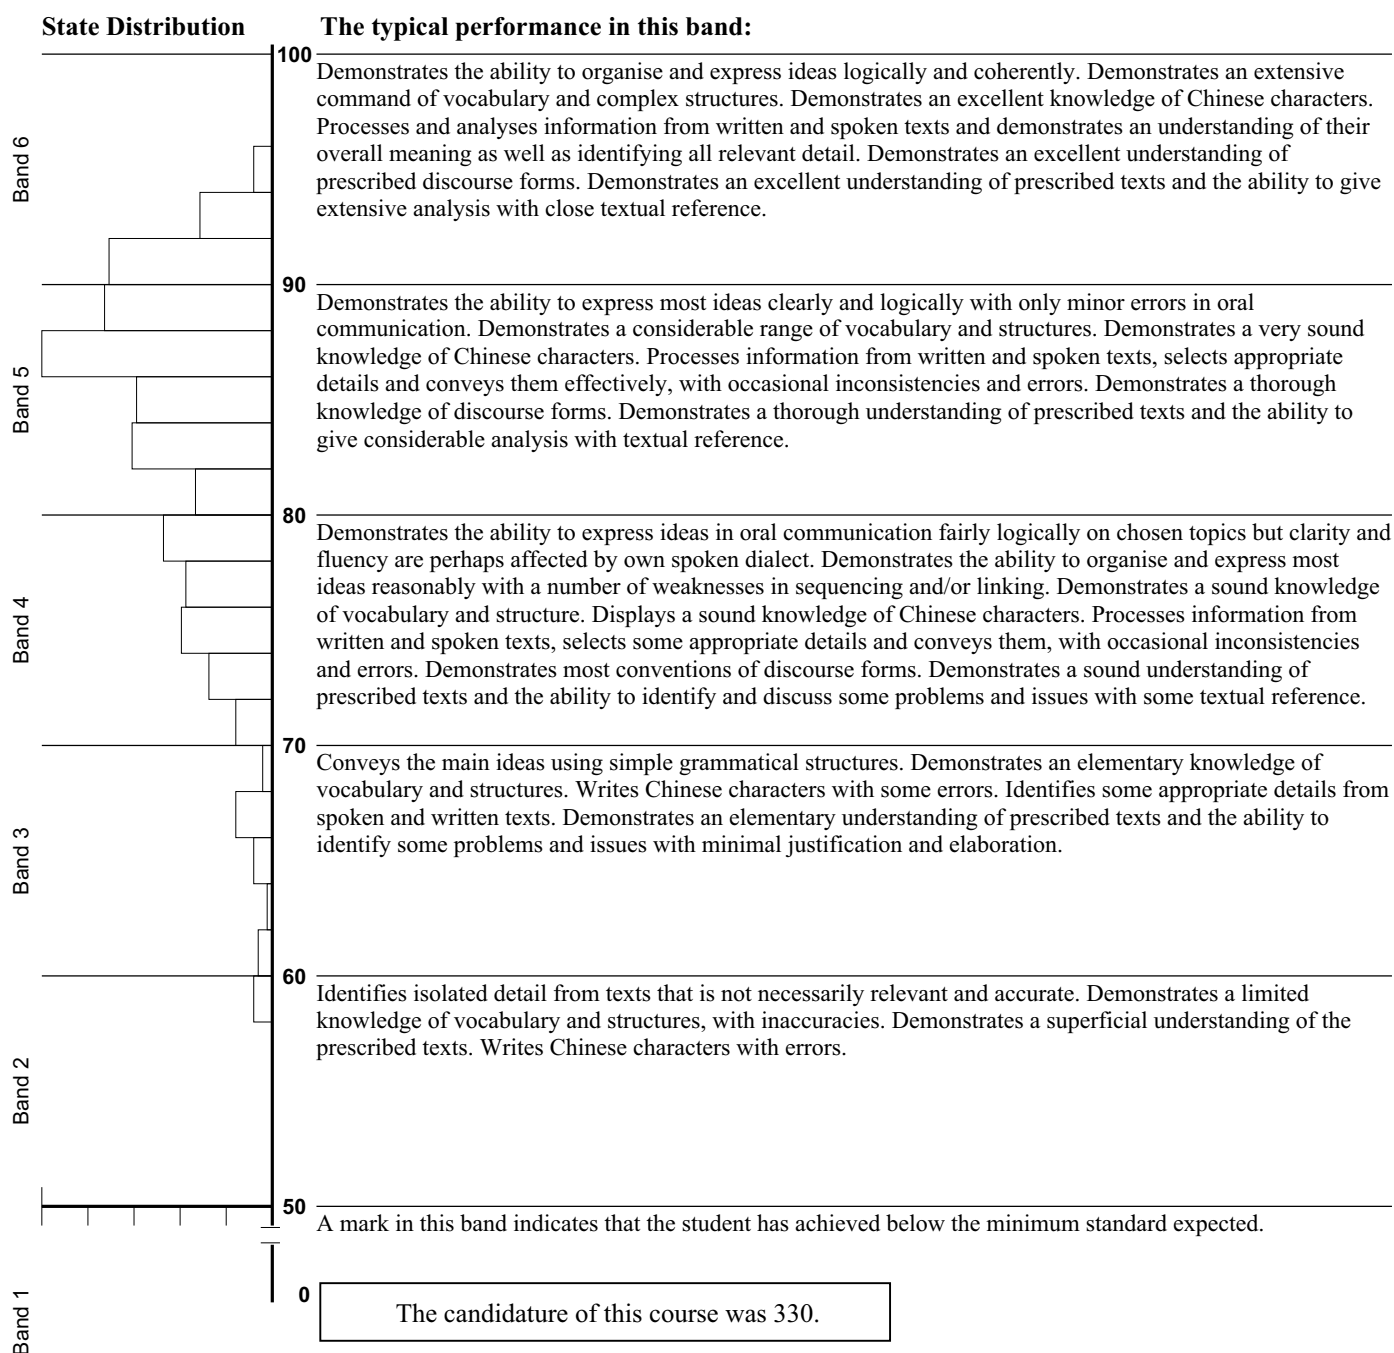 State Distribution
The typical performance in this band:
100
Demonstrates the ability to organise and express ideas logically and coherently. Demonstrates an extensive
command of vocabulary and complex structures. Demonstrates an excellent knowledge of Chinese characters.
Processes and analyses information from written and spoken texts and demonstrates an understanding of their
overall meaning as well as identifying all relevant detail. Demonstrates an excellent understanding of
prescribed discourse forms. Demonstrates an excellent understanding of prescribed texts and the ability to give
extensive analysis with close textual reference.
Band 6
90
Demonstrates the ability to express most ideas clearly and logically with only minor errors in oral
communication. Demonstrates a considerable range of vocabulary and structures. Demonstrates a very sound
knowledge of Chinese characters. Processes information from written and spoken texts, selects appropriate
details and conveys them effectively, with occasional inconsistencies and errors. Demonstrates a thorough
knowledge of discourse forms. Demonstrates a thorough understanding of prescribed texts and the ability to
give considerable analysis with textual reference.
Band 5
80
Demonstrates the ability to express ideas in oral communication fairly logically on chosen topics but clarity and
fluency are perhaps affected by own spoken dialect. Demonstrates the ability to organise and express most
ideas reasonably with a number of weaknesses in sequencing and/or linking. Demonstrates a sound knowledge
of vocabulary and structure. Displays a sound knowledge of Chinese characters. Processes information from
written and spoken texts, selects some appropriate details and conveys them, with occasional inconsistencies
and errors. Demonstrates most conventions of discourse forms. Demonstrates a sound understanding of
prescribed texts and the ability to identify and discuss some problems and issues with some textual reference.
Band 4
70
Conveys the main ideas using simple grammatical structures. Demonstrates an elementary knowledge of
vocabulary and structures. Writes Chinese characters with some errors. Identifies some appropriate details from
spoken and written texts. Demonstrates an elementary understanding of prescribed texts and the ability to
identify some problems and issues with minimal justification and elaboration.
Band 3
60
Identifies isolated detail from texts that is not necessarily relevant and accurate. Demonstrates a limited
knowledge of vocabulary and structures, with inaccuracies. Demonstrates a superficial understanding of the
prescribed texts. Writes Chinese characters with errors.
Band 2
50
A mark in this band indicates that the student has achieved below the minimum standard expected.
0
Band 1
The candidature of this course was 330.